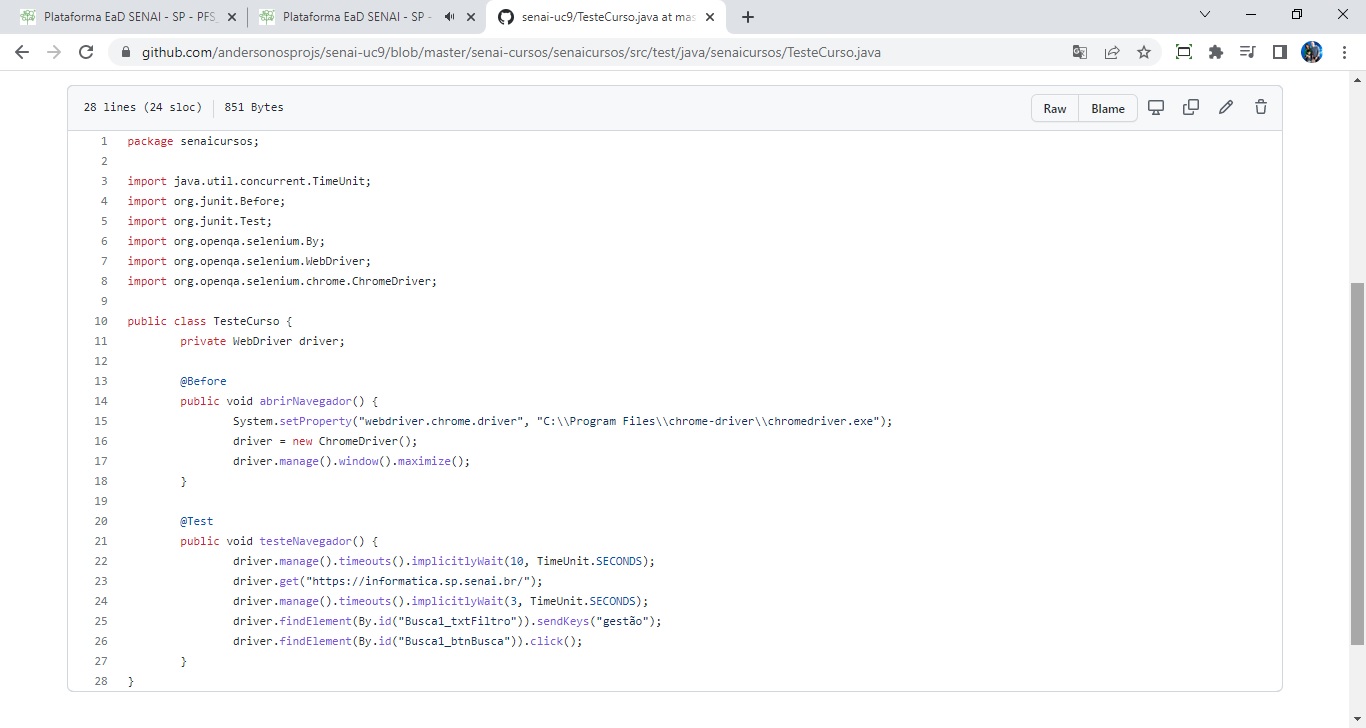 Plataforma EaD SENAI - SP - PFS_
Plataforma EaD SENAI - SP -
senai-uc9/TesteCurso.java at mas
github.com/andersonosprojs/senai-uc9/blob/master/senai-cursos/senaicursos/src/test/java/senaicursos/TesteCurso.java
28 lines (24 sloc) 851 Bytes
Raw Blame
1 package senaicursos;
2
3 import java.util.concurrent.TimeUnit;
4 import org.junit.Before;
5 import org.junit.Test;
6 import org.openqa.selenium.By;
7 import org.openqa.selenium.WebDriver;
8 import org.openqa.selenium.chrome.ChromeDriver;
9
10 public class TesteCurso {
11 private WebDriver driver;
12
13 @Before
14 public void abrirNavegador() {
15 System.setProperty("webdriver.chrome.driver", "C:\\Program Files\\chrome-driver\\chromedriver.exe");
16 driver = new ChromeDriver();
17 driver.manage().window().maximize();
18 }
19
20 @Test
21 public void testeNavegador() {
22 driver.manage().timeouts().implicitlyWait(10, TimeUnit.SECONDS);
23 driver.get("https://informatica.sp.senai.br/");
24 driver.manage().timeouts().implicitlyWait(3, TimeUnit.SECONDS);
25 driver.findElement(By.id("Busca1_txtFiltro")).sendKeys("gestão");
26 driver.findElement(By.id("Busca1_btnBusca")).click();
27 }
28 }